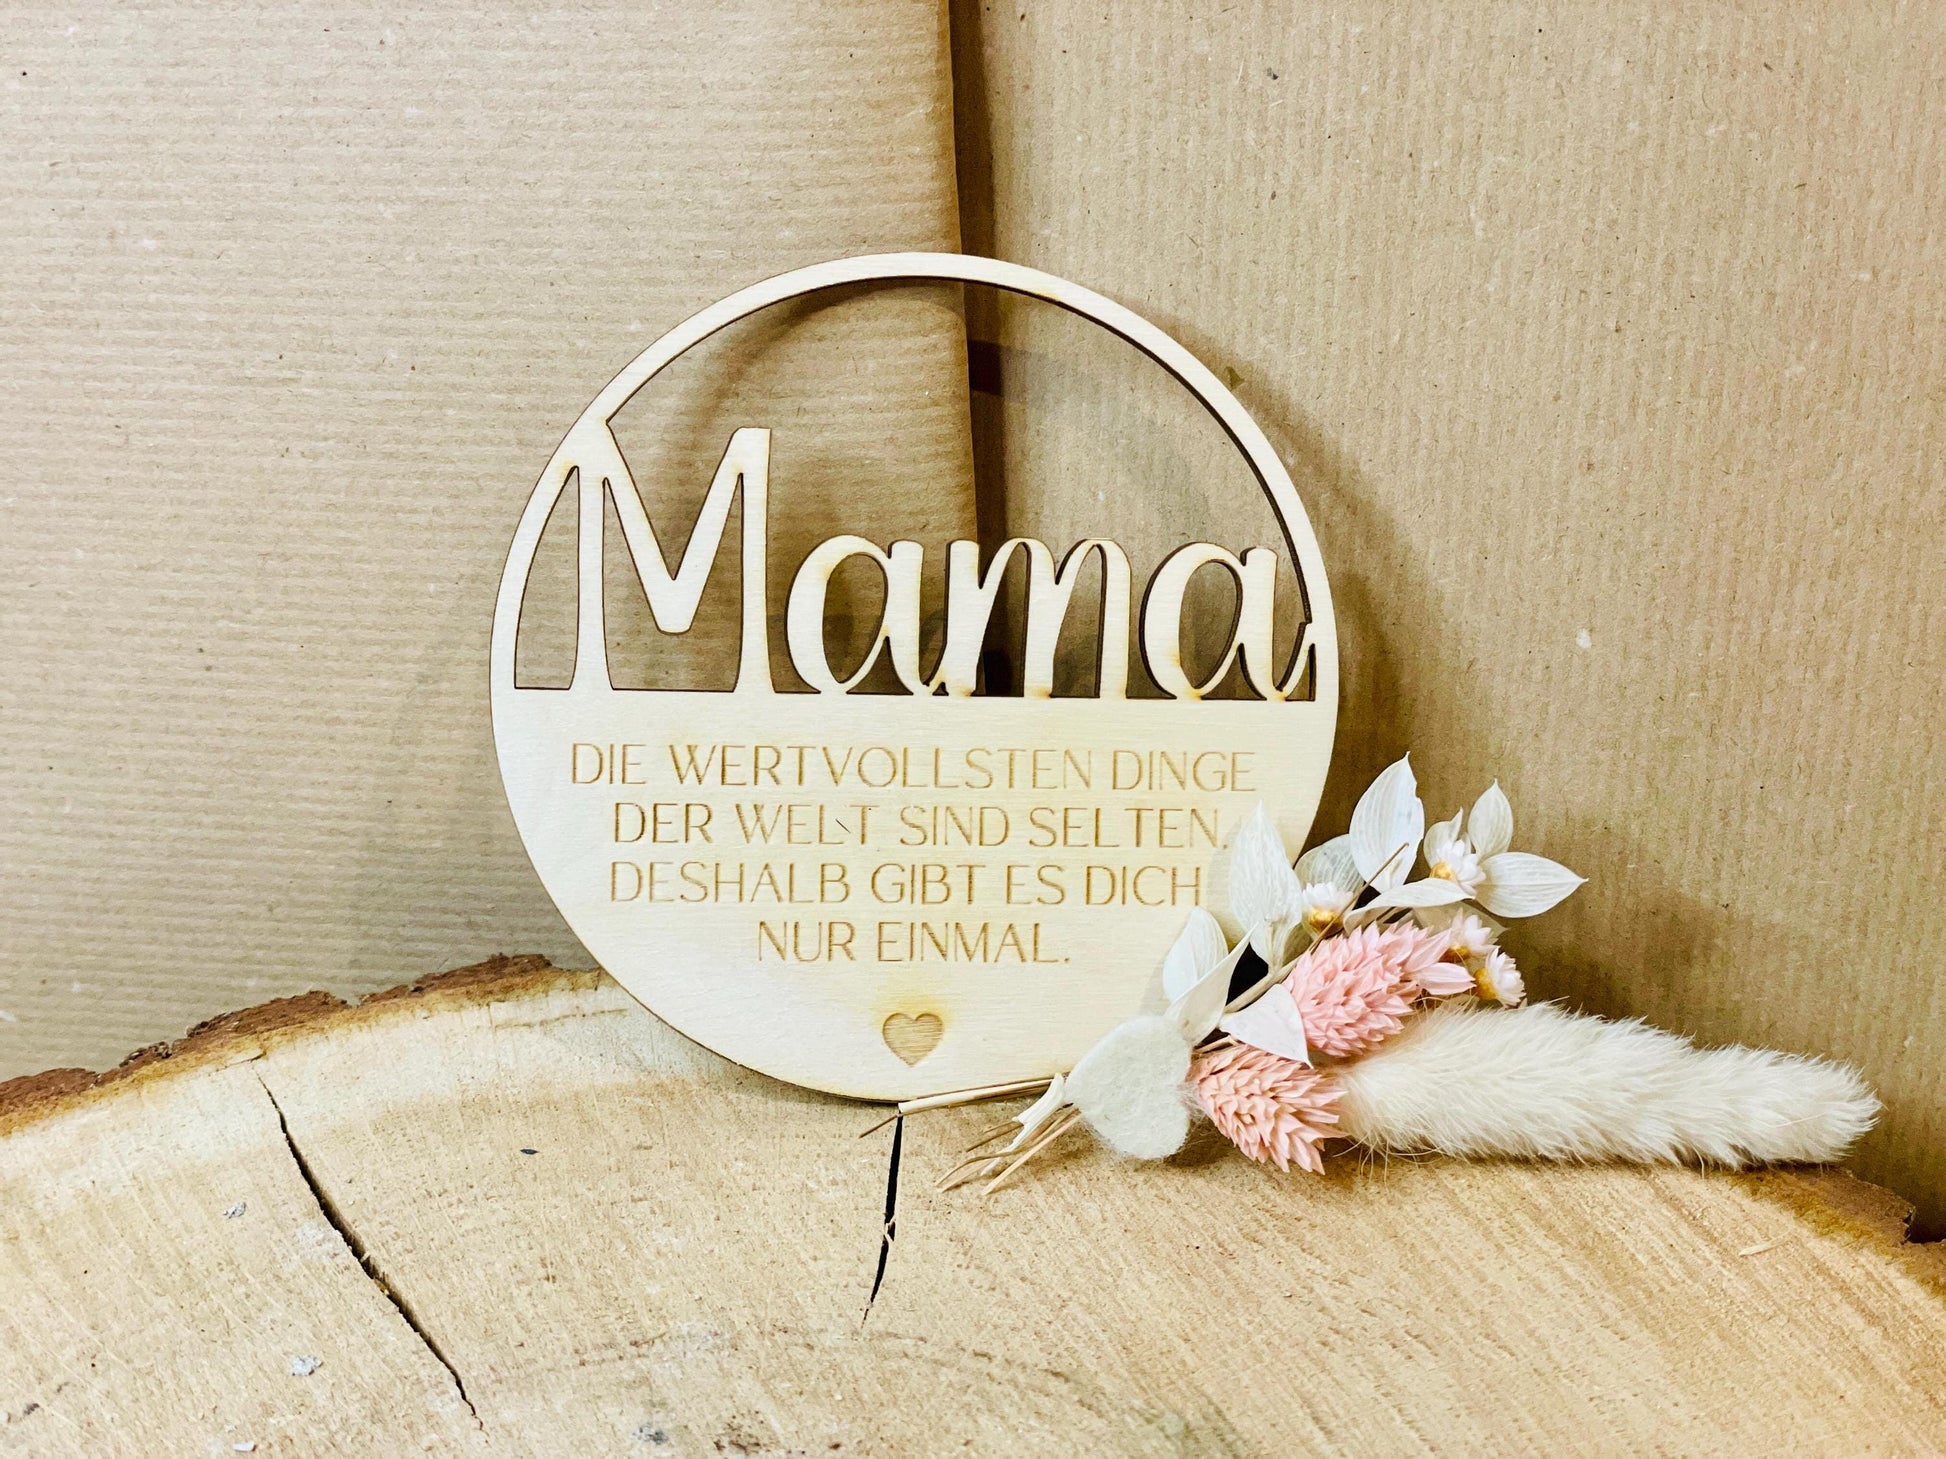 Mama
DIE WERTVOLLSTEN DINGE
DER WELT SIND SELTEN.
DESHALB GIBT ES DICH
NUR EINMAL.